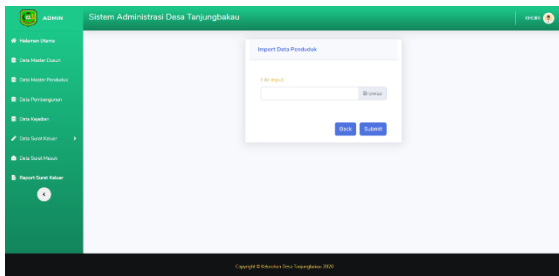 ADMIN
Sistem Administrasi Desa Tanjungbakau
Halaman Utama
Data Master Dusun
Data Master Penduduk
Data Pembangunan
Data Kejadian
Data Surat Keluar
Data Surat Masuk
Report Surat Keluar
Import Data Penduduk
File input
Browse
Back Submit
Copyright © Kelurahan Desa Tanjungbakau 2020